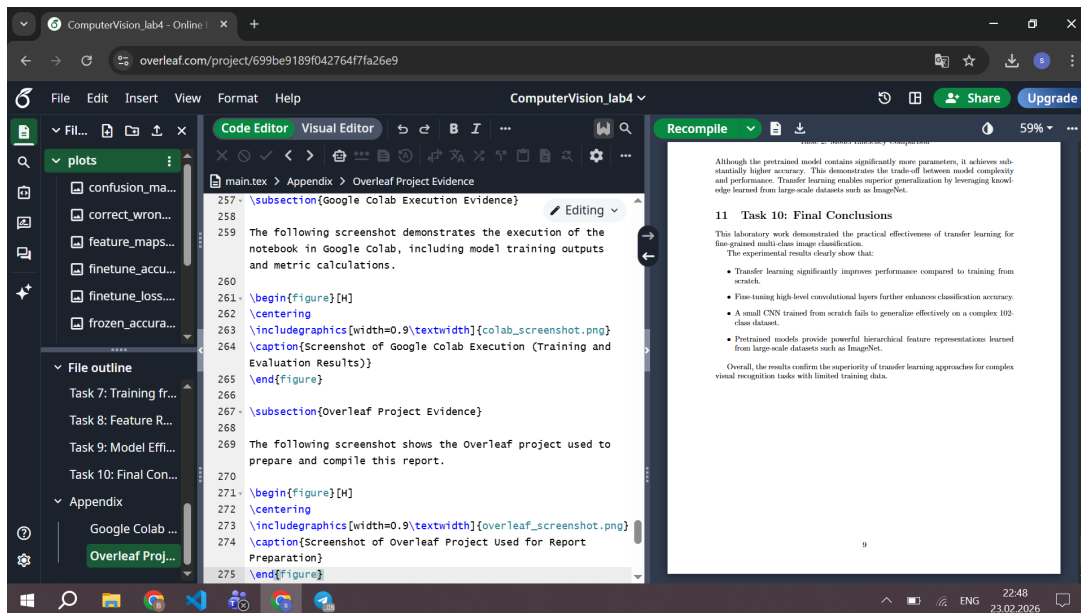 ComputerVision_lab4 - Online l
overleaf.com/project/699be9189f042764f7fa26e9
s
File Edit Insert View Format Help
ComputerVision_lab4
Share
Upgrade
Fil...
plots
confusion_ma...
correct_wron...
feature_maps...
finetune_accu...
finetune_loss....
frozen_accura...
File outline
Task 7: Training fr...
Task 8: Feature R...
Task 9: Model Effi...
Task 10: Final Con...
Appendix
Google Colab ...
Overleaf Proj...
Code Editor Visual Editor
B I
main.tex > Appendix > Overleaf Project Evidence
Editing
257 \subsection{Google Colab Execution Evidence}
258
259 The following screenshot demonstrates the execution of the
notebook in Google Colab, including model training outputs
and metric calculations.
260
261 \begin{figure}[H]
262 \centering
263 \includegraphics[width=0.9\textwidth]{colab_screenshot.png}
264 \caption{Screenshot of Google Colab Execution (Training and
Evaluation Results)}
265 \end{figure}
266
267 \subsection{Overleaf Project Evidence}
268
269 The following screenshot shows the Overleaf project used to
prepare and compile this report.
270
271 \begin{figure}[H]
272 \centering
273 \includegraphics[width=0.9\textwidth]{overleaf_screenshot.png}
274 \caption{Screenshot of Overleaf Project Used for Report
Preparation}
275 \end{figure}
Recompile
59%
Although the pretrained model contains significantly more parameters, it achieves sub-
stantially higher accuracy. This demonstrates the trade-off between model complexity
and performance. Transfer learning enables superior generalization by leveraging knowl-
edge learned from large-scale datasets such as ImageNet.
11 Task 10: Final Conclusions
This laboratory work demonstrated the practical effectiveness of transfer learning for
fine-grained multi-class image classification.
The experimental results clearly show that:
• Transfer learning significantly improves performance compared to training from
scratch.
• Fine-tuning high-level convolutional layers further enhances classification accuracy.
• A small CNN trained from scratch fails to generalize effectively on a complex 102-
class dataset.
• Pretrained models provide powerful hierarchical feature representations learned
from large-scale datasets such as ImageNet.
Overall, the results confirm the superiority of transfer learning approaches for complex
visual recognition tasks with limited training data.
9
ENG
22:48
23.02.2026